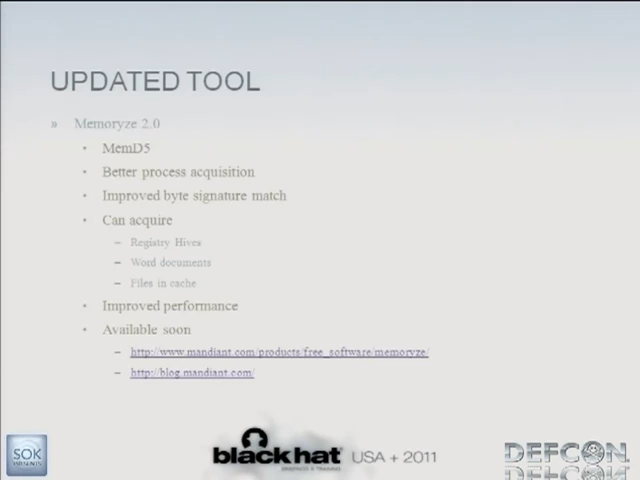 UPDATED TOOL
» Memoryze 2.0
• MemD5
• Better process acquisition
• Improved byte signature match
• Can acquire
– Registry Hives
– Word documents
– Files in cache
• Improved performance
• Available soon
– http://www.mandiant.com/products/free_software/memoryze/
– http://blog.mandiant.com/
SOK
black hat USA + 2011
DEFCON